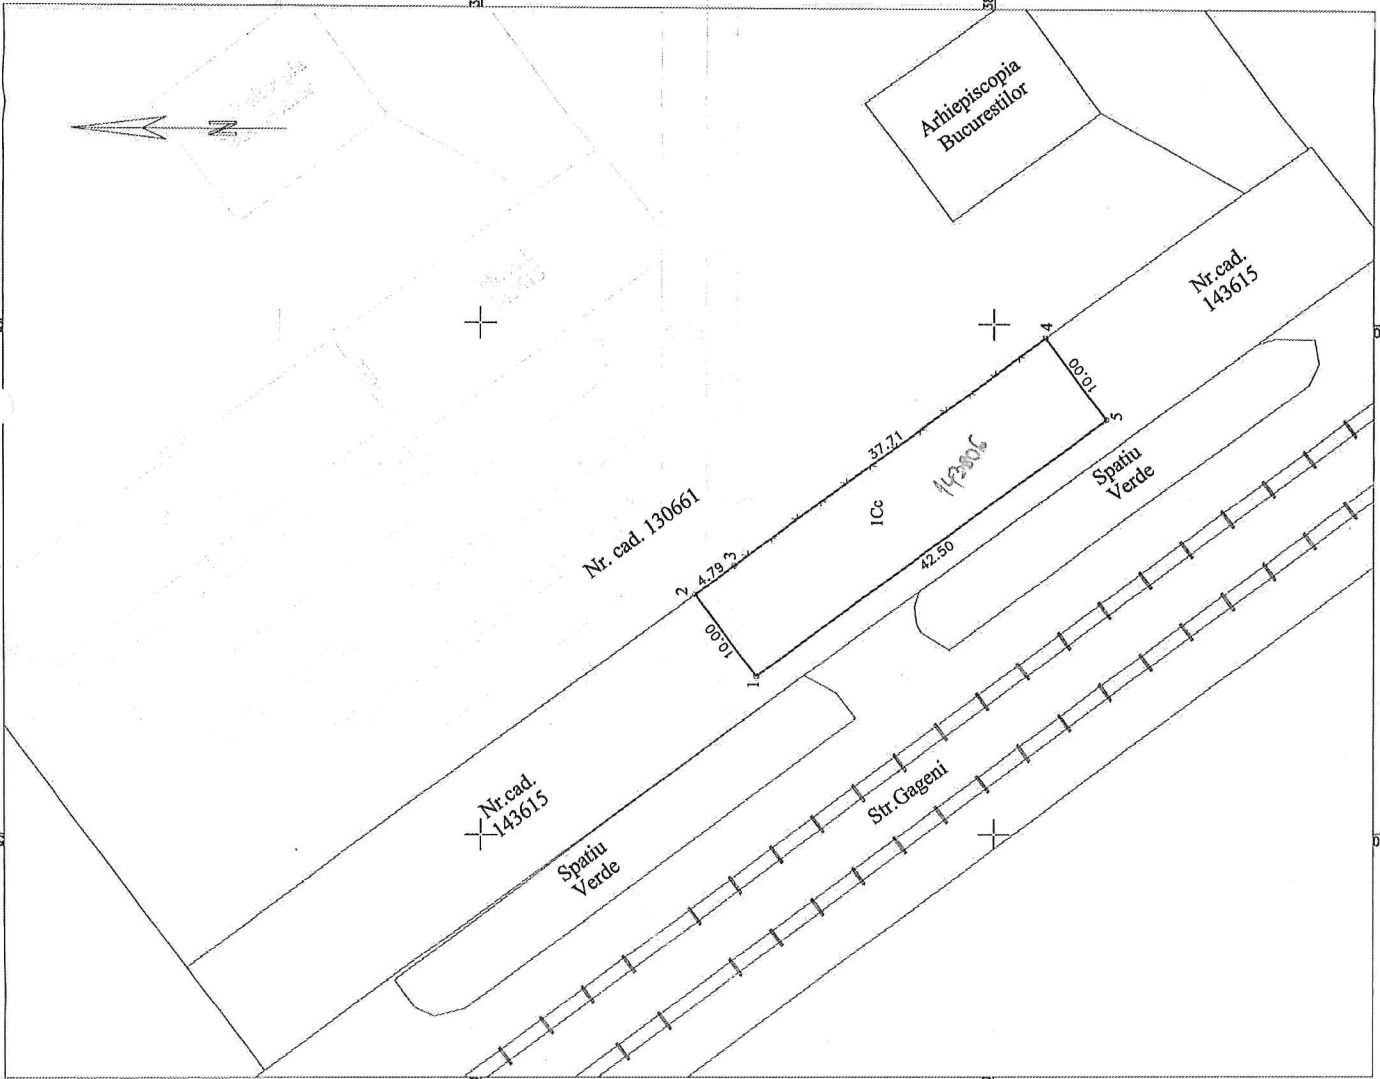 N
Arhiepiscopia
Bucurestilor
Nr.cad.
143615
Nr. cad. 130661
4
10.00
5
37.71
1Cc
3
4.79
2
10.00
1
42.50
Spatiu
Verde
Nr.cad.
143615
Spatiu
Verde
Str.Gageni